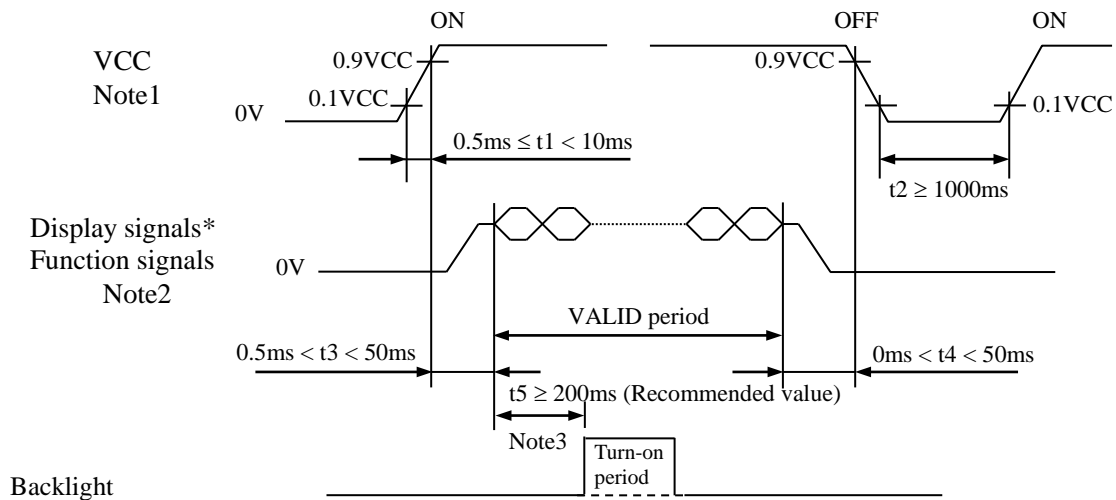 ON OFF ON
VCC
Note1
0.9VCC 0.9VCC
0.1VCC 0.1VCC
0V
0.5ms ≤ t1 < 10ms
t2 ≥ 1000ms
Display signals*
Function signals
Note2
0V
VALID period
0.5ms < t3 < 50ms 0ms < t4 < 50ms
t5 ≥ 200ms (Recommended value)
Note3
Turn-on
period
Backlight